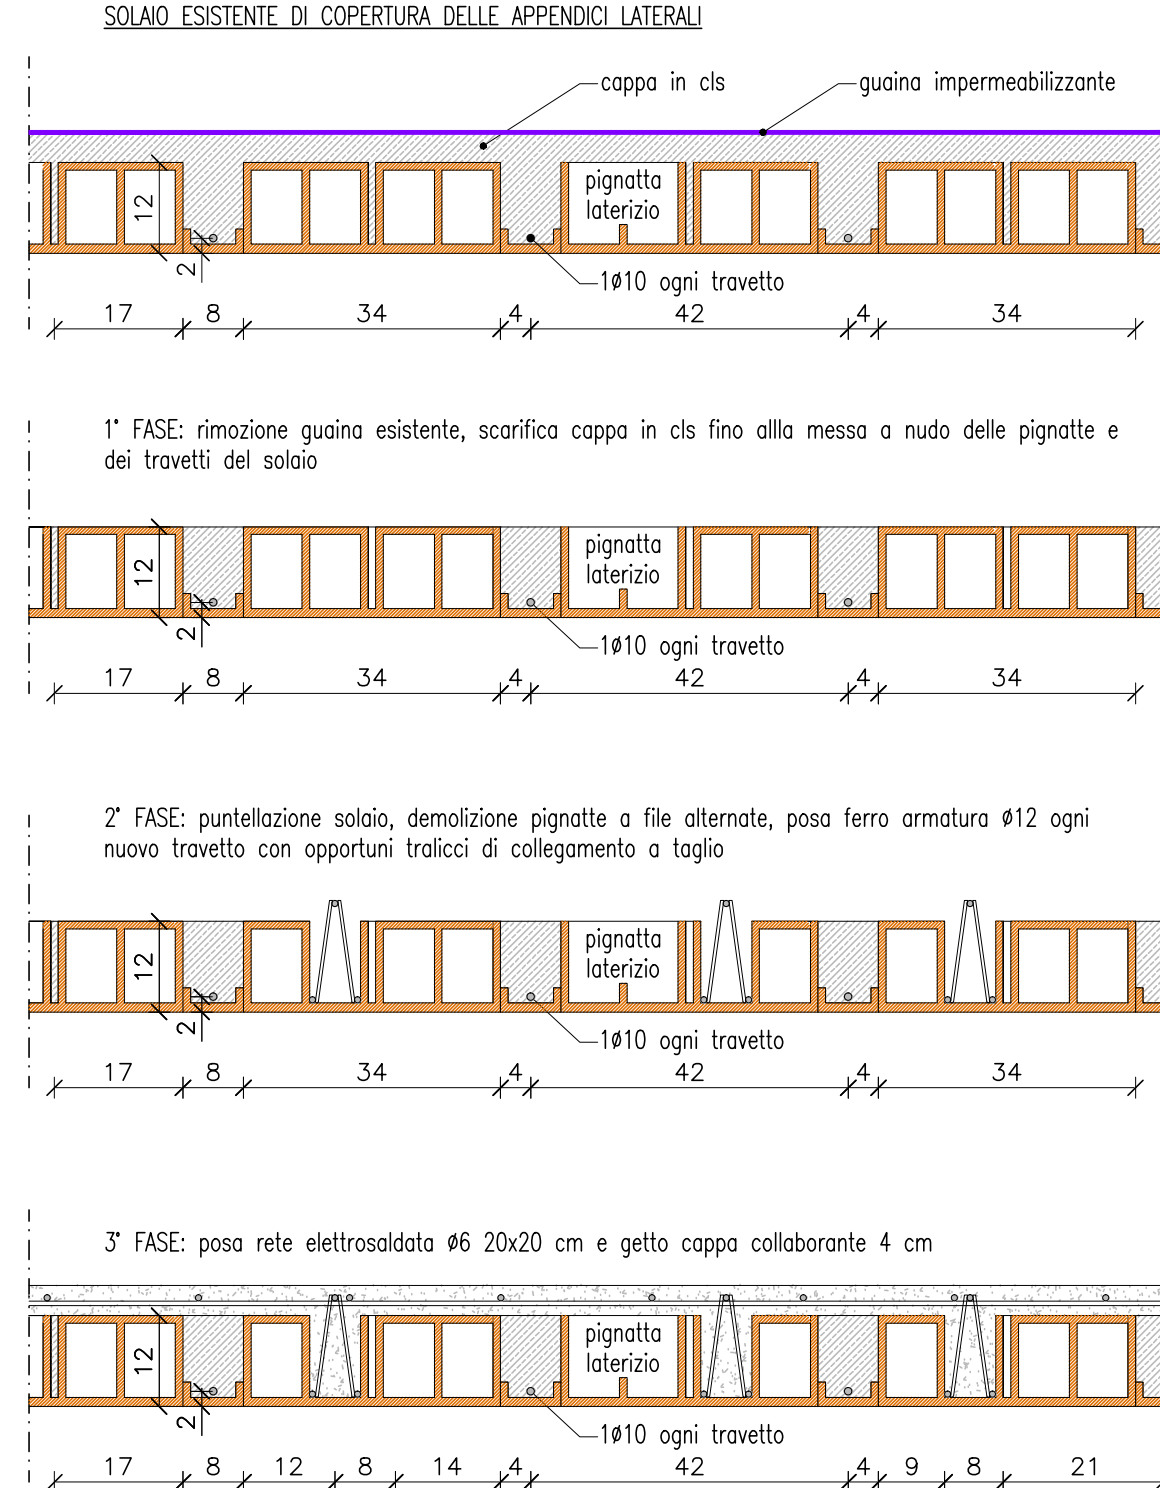 SOLAIO ESISTENTE DI COPERTURA DELLE APPENDICI LATERALI
cappa in cls
guaina impermeabilizzante
pignatta
laterizio
12
2
1ø10 ogni travetto
17 8 34 4 42 4 34
1° FASE: rimozione guaina esistente, scarifica cappa in cls fino allla messa a nudo delle pignatte e
dei travetti del solaio
pignatta
laterizio
12
2
1ø10 ogni travetto
17 8 34 4 42 4 34
2° FASE: puntellazione solaio, demolizione pignatte a file alternate, posa ferro armatura ø12 ogni
nuovo travetto con opportuni tralicci di collegamento a taglio
pignatta
laterizio
12
2
1ø10 ogni travetto
17 8 34 4 42 4 34
3° FASE: posa rete elettrosaldata ø6 20x20 cm e getto cappa collaborante 4 cm
pignatta
laterizio
12
2
1ø10 ogni travetto
17 8 12 8 14 4 42 4 9 8 21